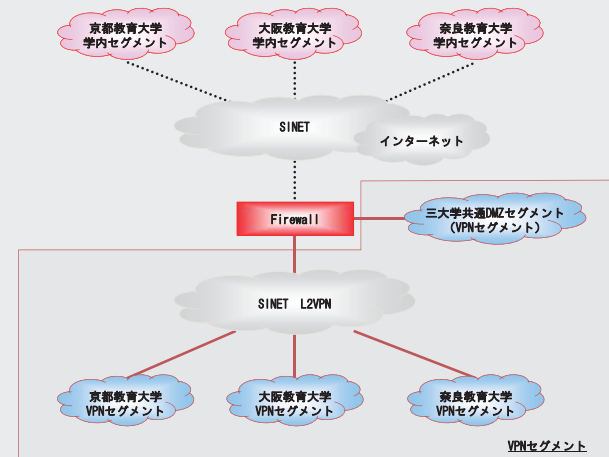 京都教育大学
学内セグメント
大阪教育大学
学内セグメント
奈良教育大学
学内セグメント
SINET
インターネット
Firewall
三大学共通DMZセグメント
(VPNセグメント)
SINET L2VPN
京都教育大学
VPNセグメント
大阪教育大学
VPNセグメント
奈良教育大学
VPNセグメント
VPNセグメント